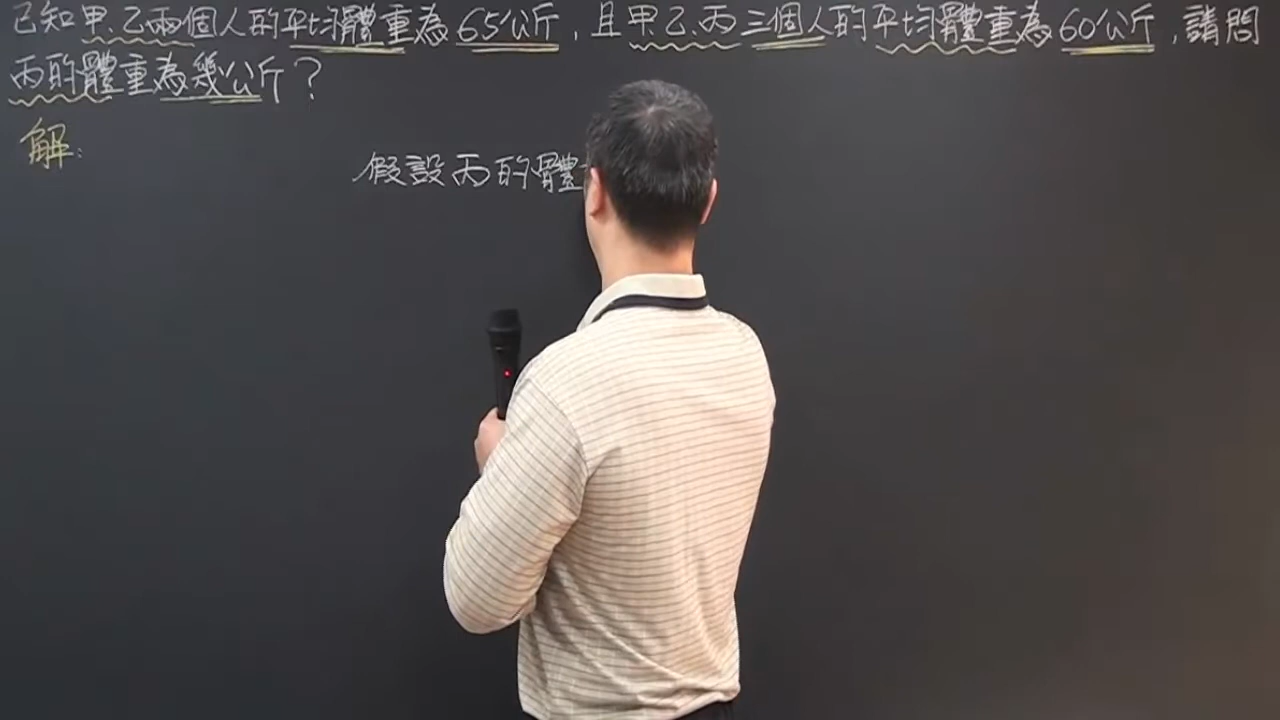 已知甲、乙兩個人的平均體重為65公斤，且甲、乙、丙三個人的平均體重為60公斤，請問
丙的體重為幾公斤？
解：
假設丙的體